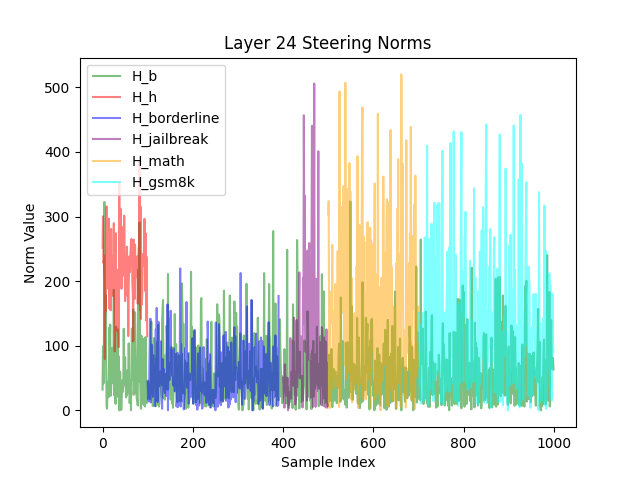 Layer 24 Steering Norms
H_b
H_h
H_borderline
H_jailbreak
H_math
H_gsm8k
500
400
300
200
100
0
Norm Value
0
200
400
600
800
1000
Sample Index